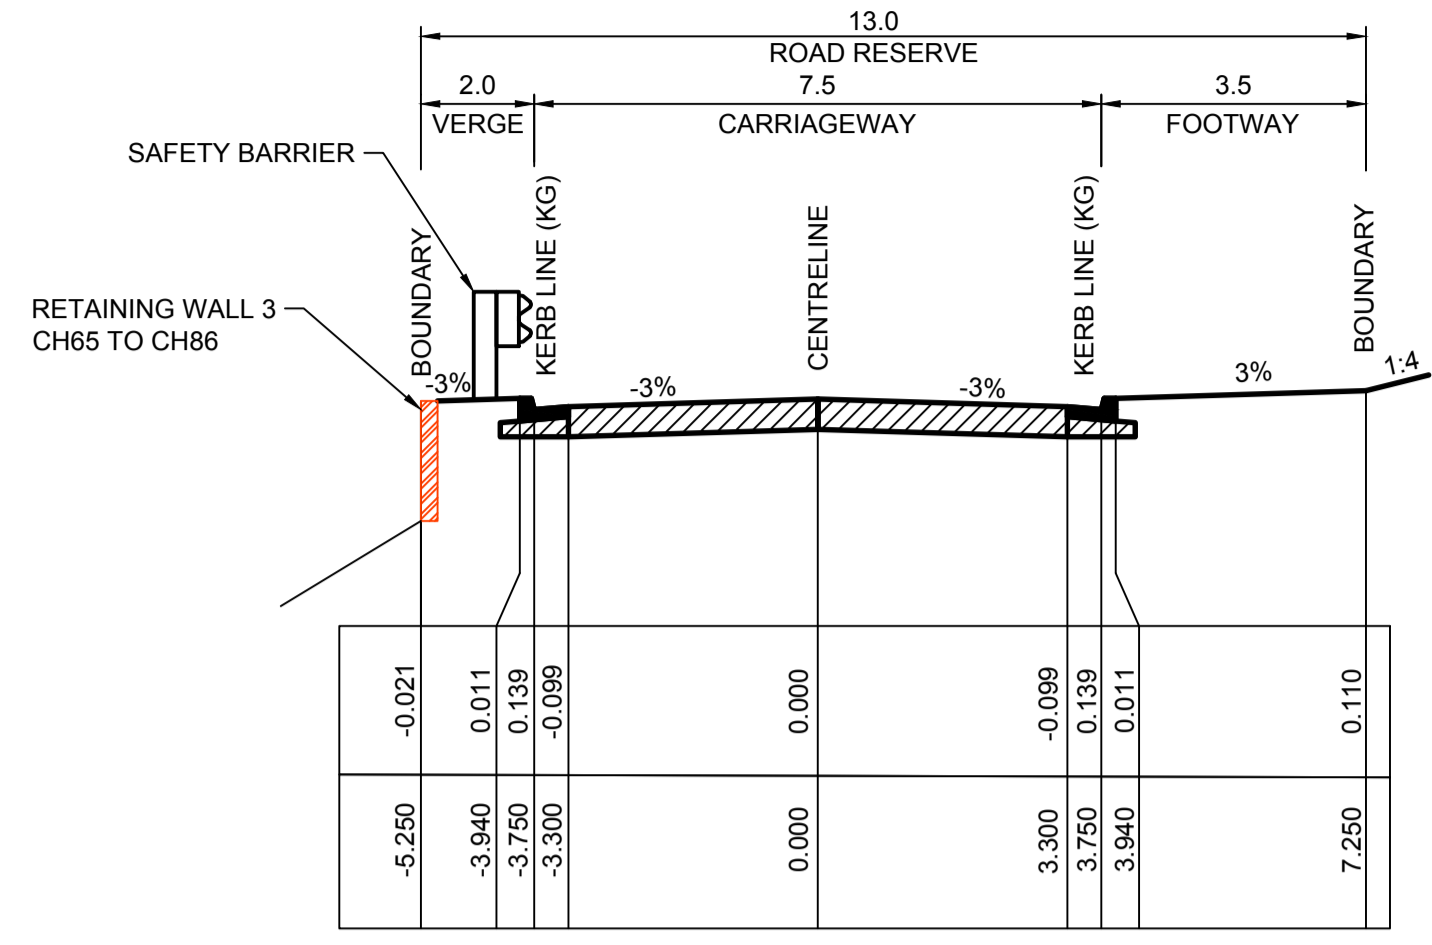 13.0
ROAD RESERVE
2.0
7.5
3.5
VERGE
CARRIAGEWAY
FOOTWAY
SAFETY BARRIER
BOUNDARY
KERB LINE (KG)
CENTRELINE
KERB LINE (KG)
BOUNDARY
RETAINING WALL 3
CH65 TO CH86
-3%
-3%
-3%
3%
1:4
-0.021
0.011
0.139
-0.099
0.000
-0.099
0.139
0.011
0.110
-5.250
-3.940
-3.750
-3.300
0.000
3.300
3.750
3.940
7.250